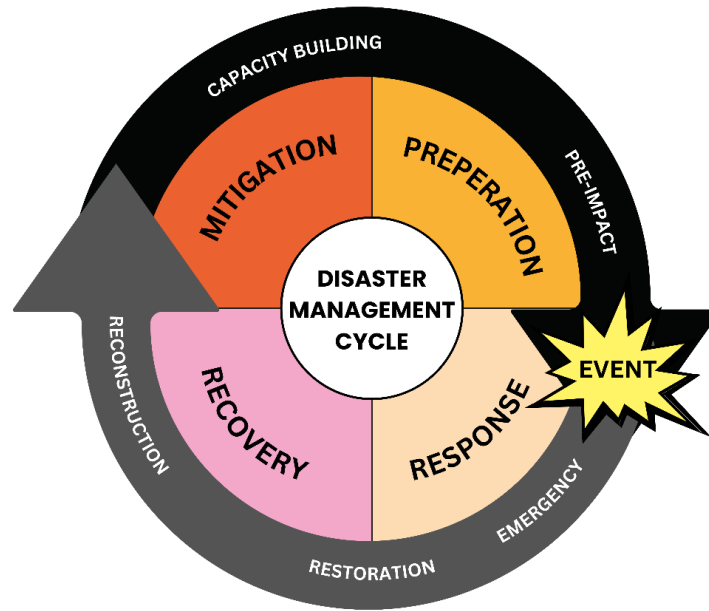 CAPACITY BUILDING
PRE-IMPACT
MITIGATION
PREPERATION
DISASTER
MANAGEMENT
CYCLE
EVENT
RECONSTRUCTION
RECOVERY
RESPONSE
EMERGENCY
RESTORATION